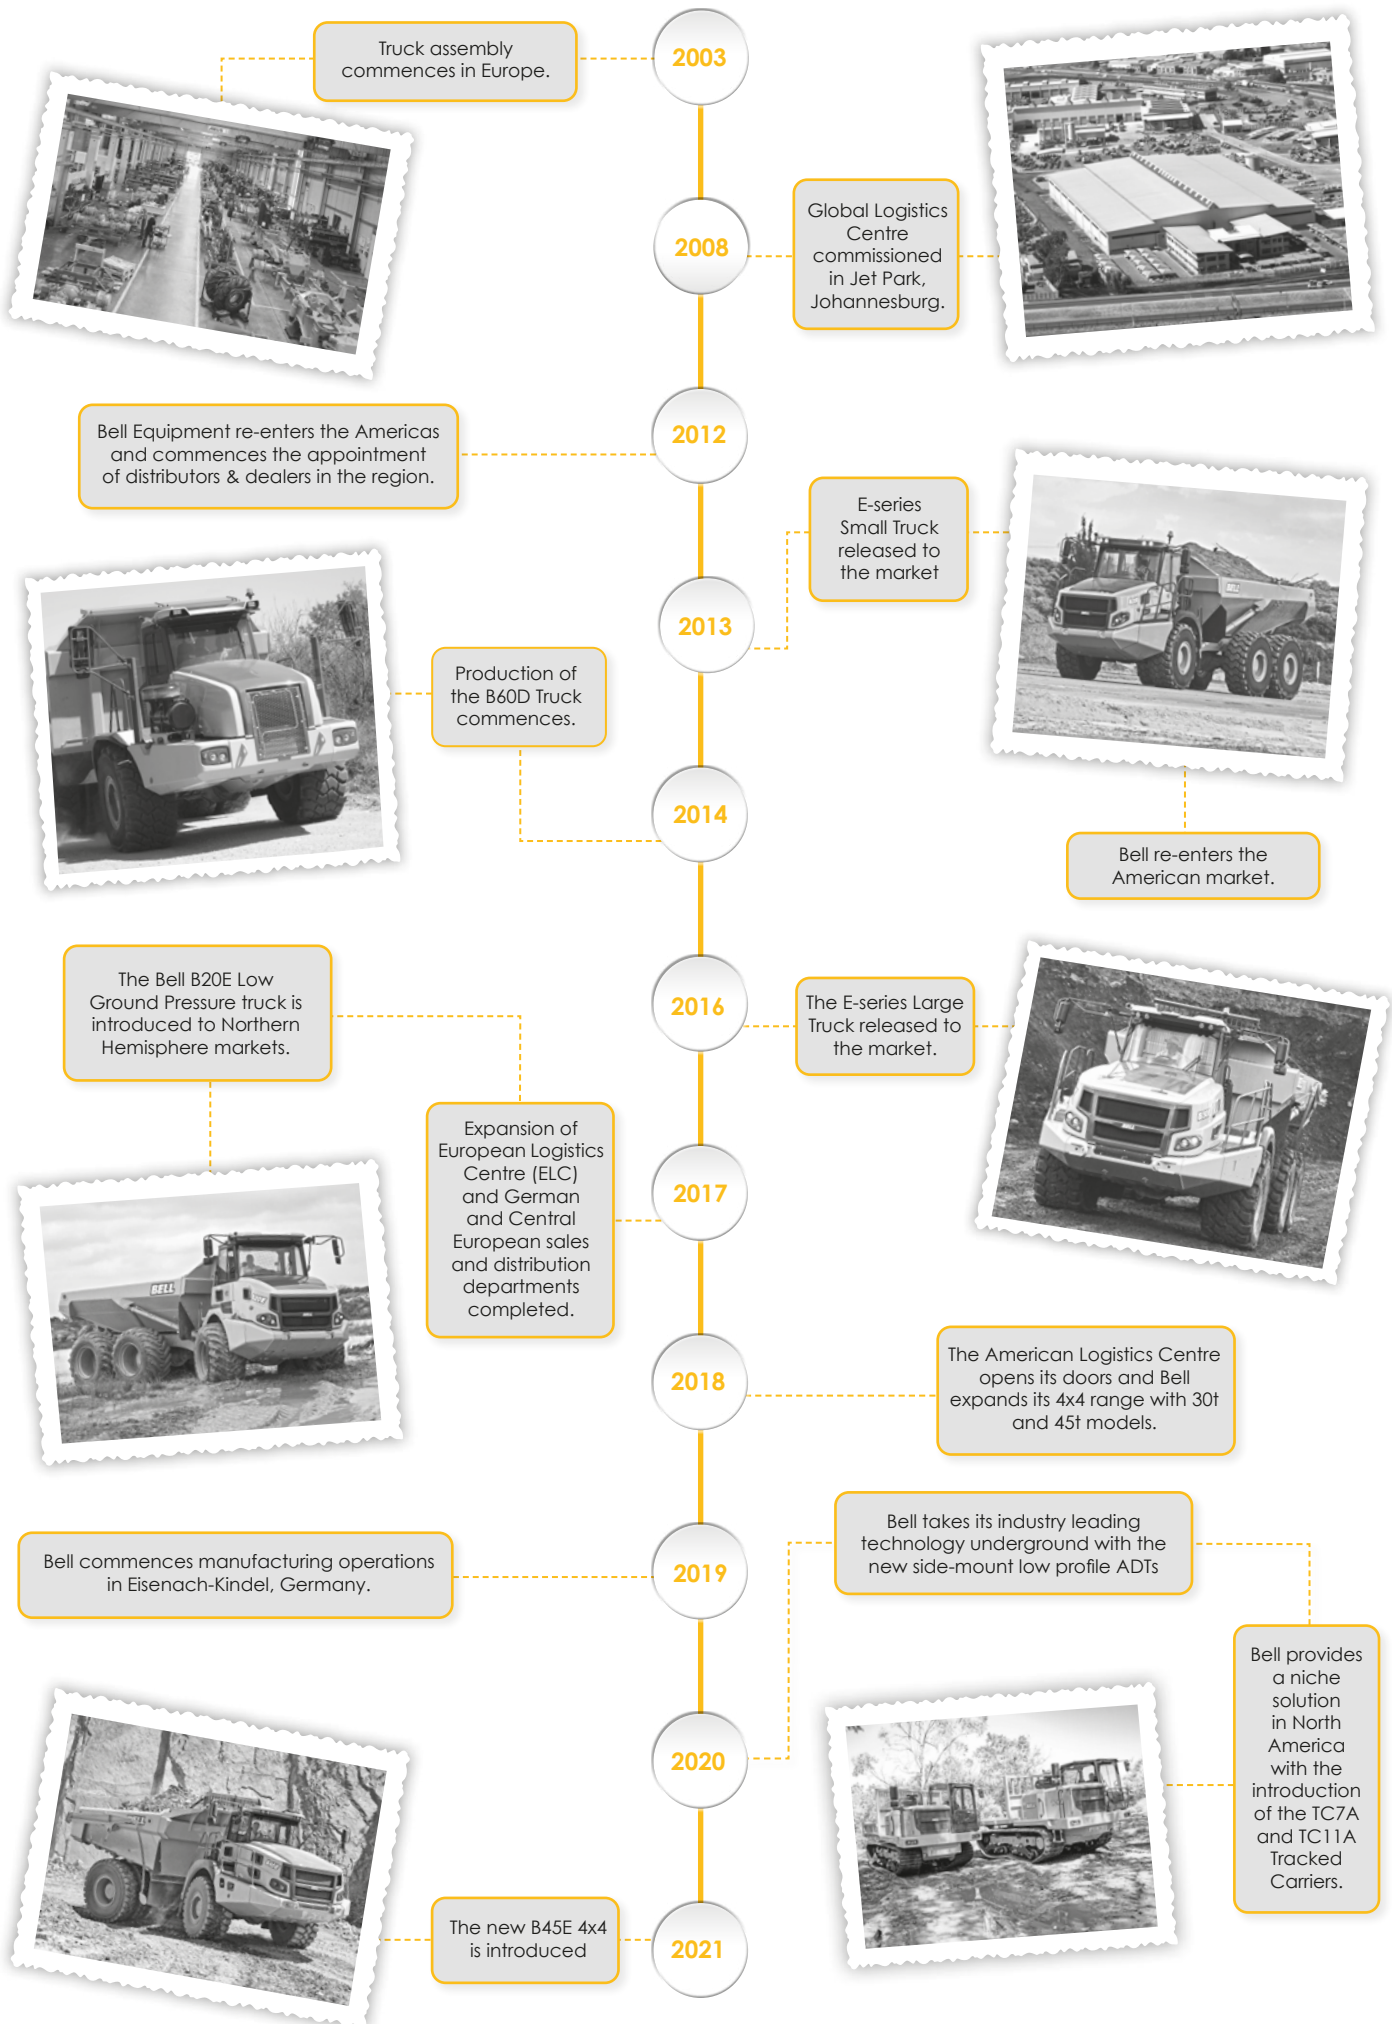 2003
Truck assembly
commences in Europe.
2008
Global Logistics
Centre
commissioned
in Jet Park,
Johannesburg.
2012
Bell Equipment re-enters the Americas
and commences the appointment
of distributors & dealers in the region.
2013
E-series
Small Truck
released to
the market
Bell re-enters the
American market.
2014
Production of
the B60D Truck
commences.
2016
The E-series Large
Truck released to
the market.
2017
Expansion of
European Logistics
Centre (ELC)
and German
and Central
European sales
and distribution
departments
completed.
The Bell B20E Low
Ground Pressure truck is
introduced to Northern
Hemisphere markets.
BELL
2018
The American Logistics Centre
opens its doors and Bell
expands its 4x4 range with 30t
and 45t models.
2019
Bell commences manufacturing operations
in Eisenach-Kindel, Germany.
2020
Bell takes its industry leading
technology underground with the
new side-mount low profile ADTs
Bell provides
a niche
solution
in North
America
with the
introduction
of the TC7A
and TC11A
Tracked
Carriers.
2021
The new B45E 4x4
is introduced